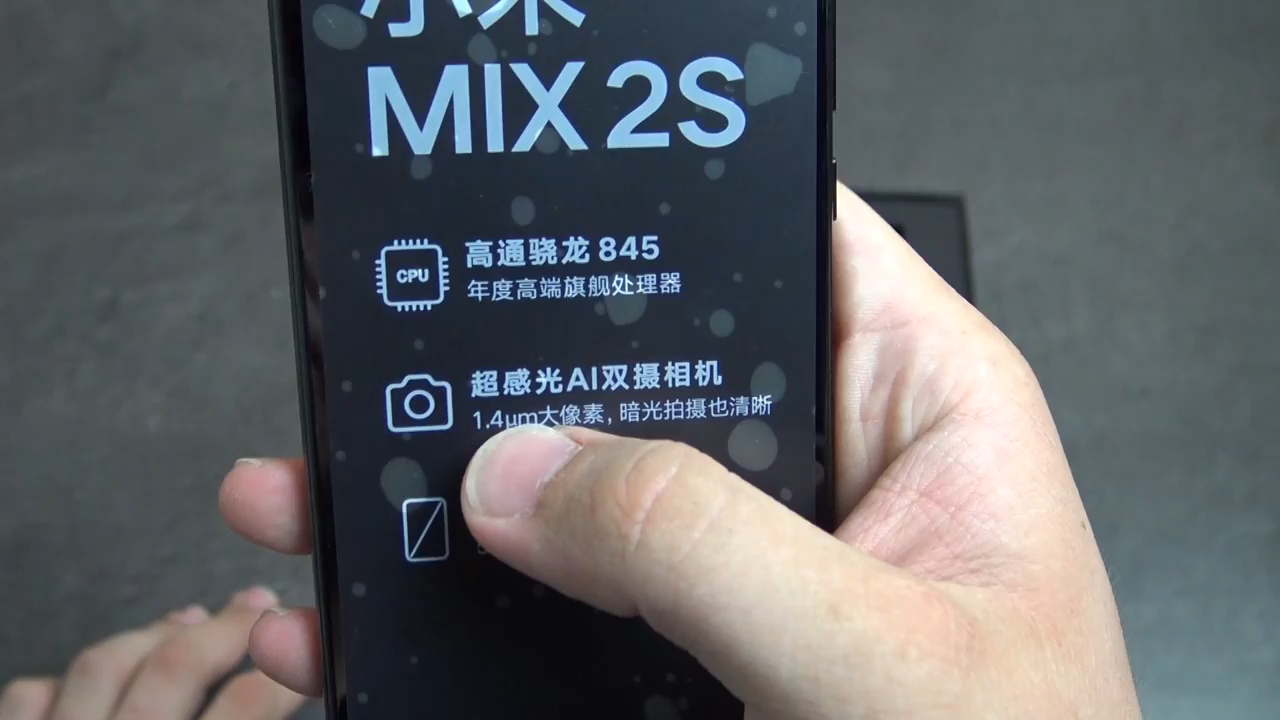 小米
MIX 2S
CPU
高通骁龙 845
年度高端旗舰处理器
超感光AI双摄相机
1.4μm大像素, 暗光拍摄也清晰